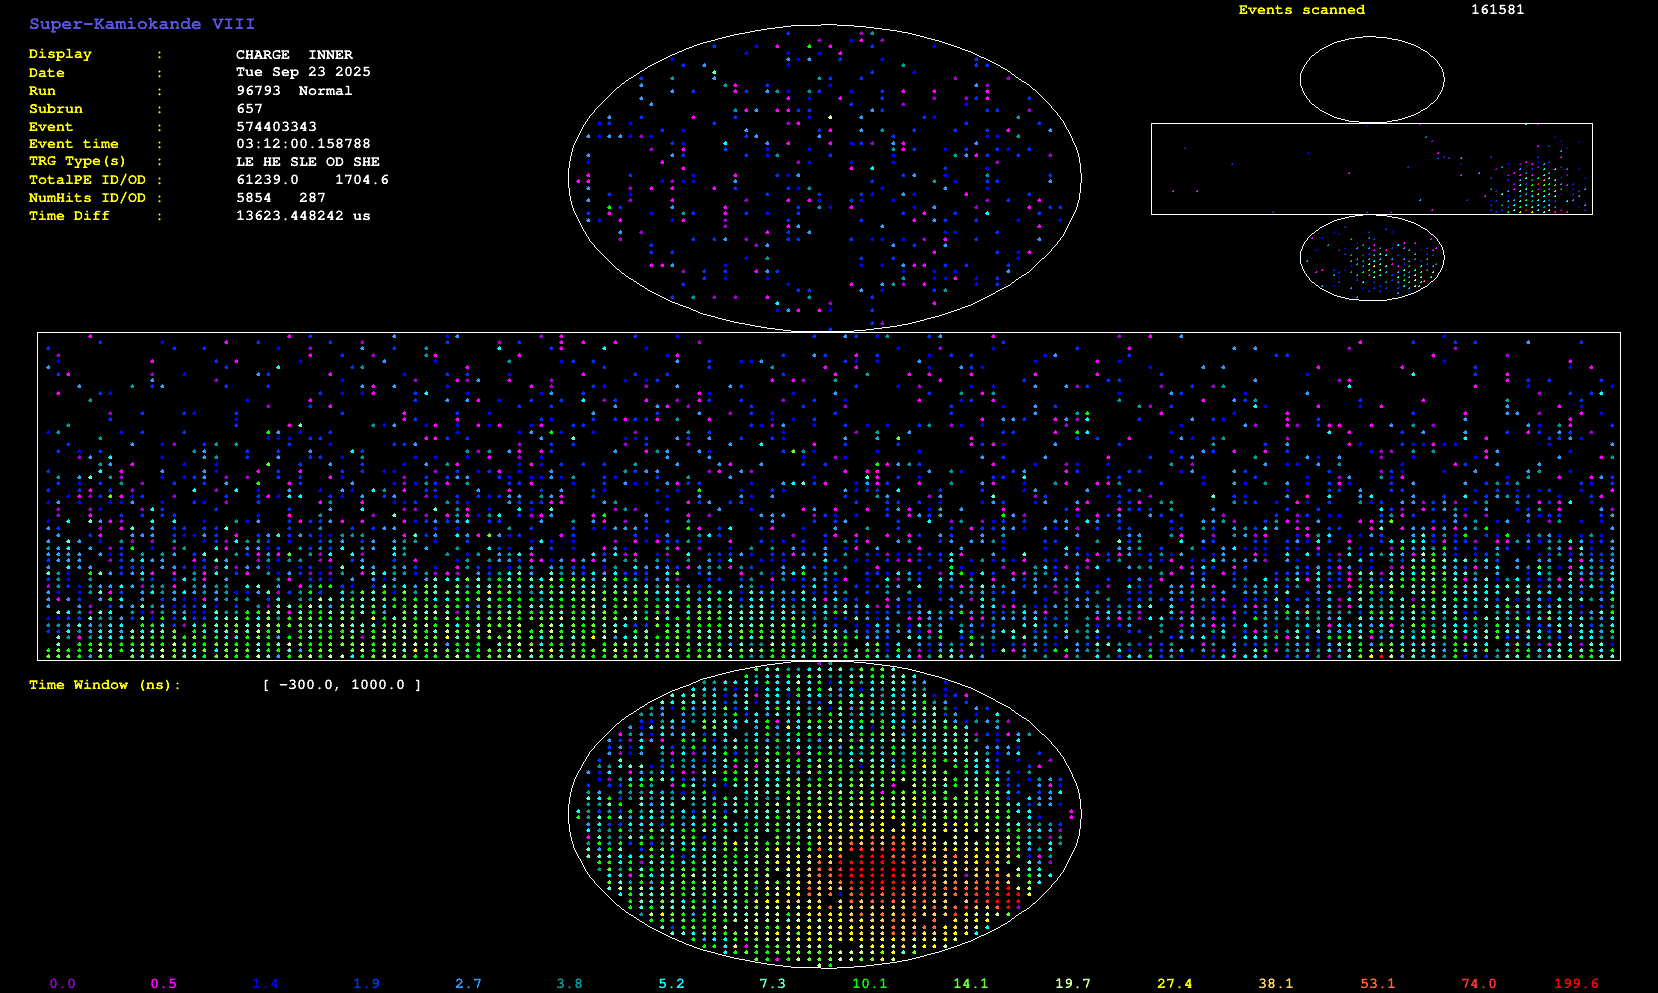 Super-Kamiokande VIII
Display : CHARGE INNER
Date : Tue Sep 23 2025
Run : 96793 Normal
Subrun : 657
Event : 574403343
Event time : 03:12:00.158788
TRG Type(s) : LE HE SLE OD SHE
TotalPE ID/OD : 61239.0 1704.6
NumHits ID/OD : 5854 287
Time Diff : 13623.448242 us
Events scanned 161581
Time Window (ns): [ -300.0, 1000.0 ]
0.0 0.5 1.4 1.9 2.7 3.8 5.2 7.3 10.1 14.1 19.7 27.4 38.1 53.1 74.0 199.6